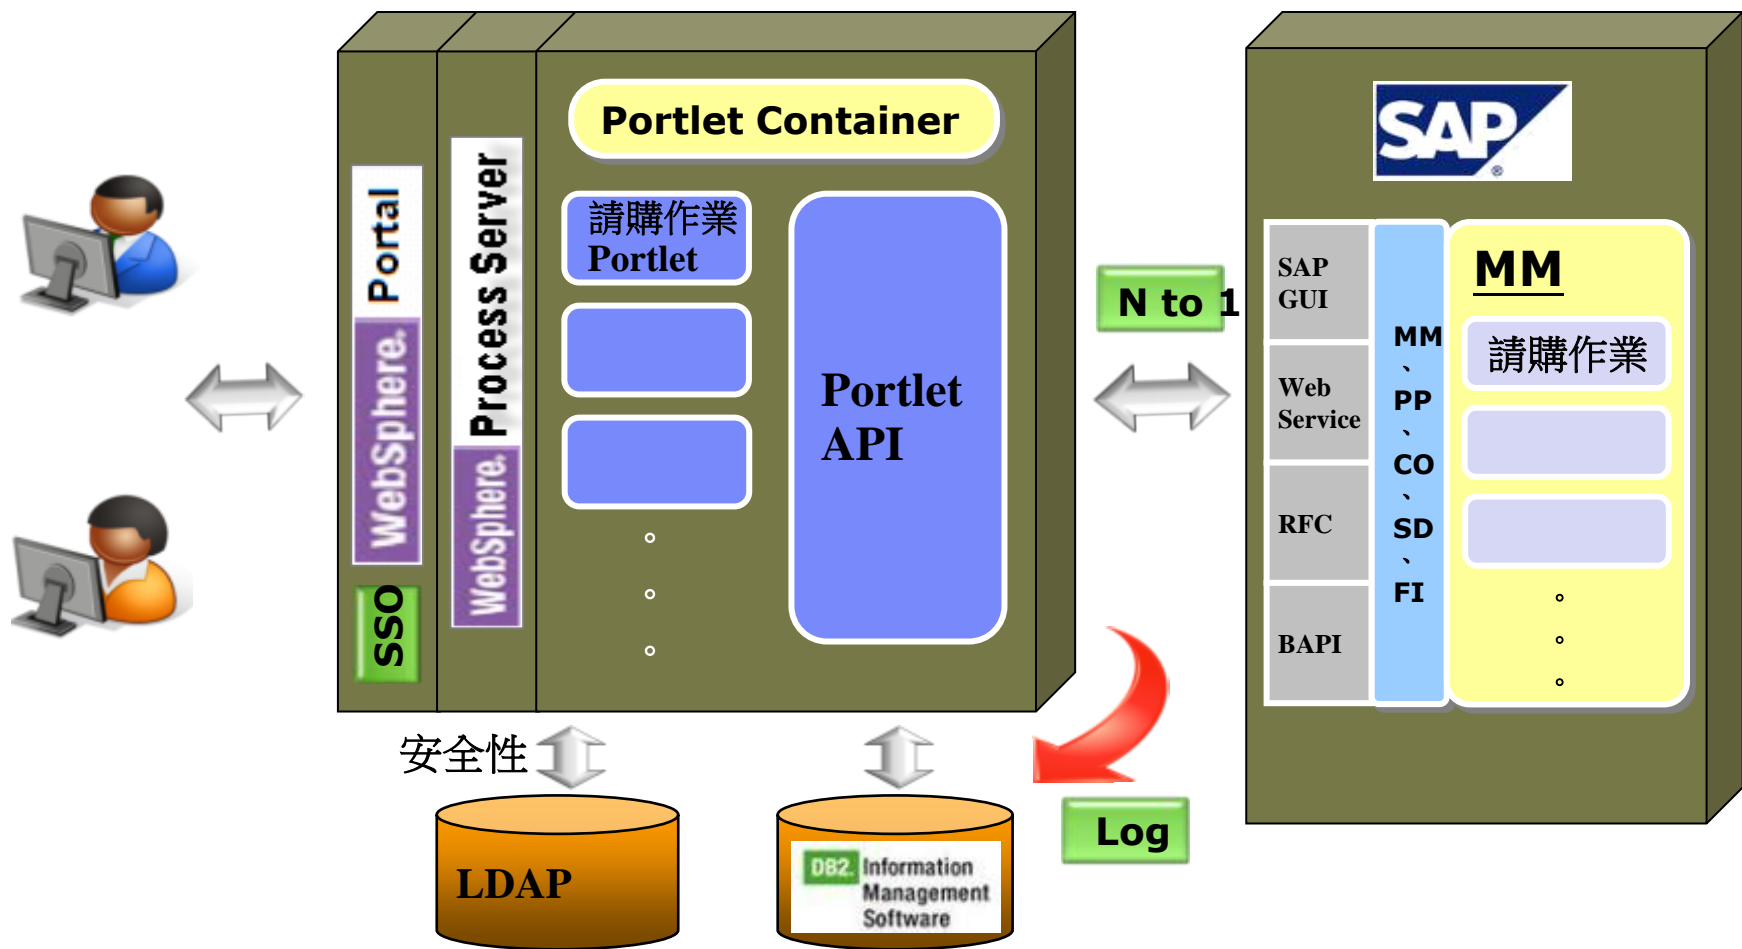 Portlet Container
WebSphere. Portal
SSO
WebSphere. Process Server
請購作業
Portlet
。
。
。
Portlet
API
N to 1
SAP
®
SAP
GUI
Web
Service
RFC
BAPI
MM
、
PP
、
CO
、
SD
、
FI
MM
請購作業
。
。
。
安全性
LDAP
DB2. Information
Management
Software
Log